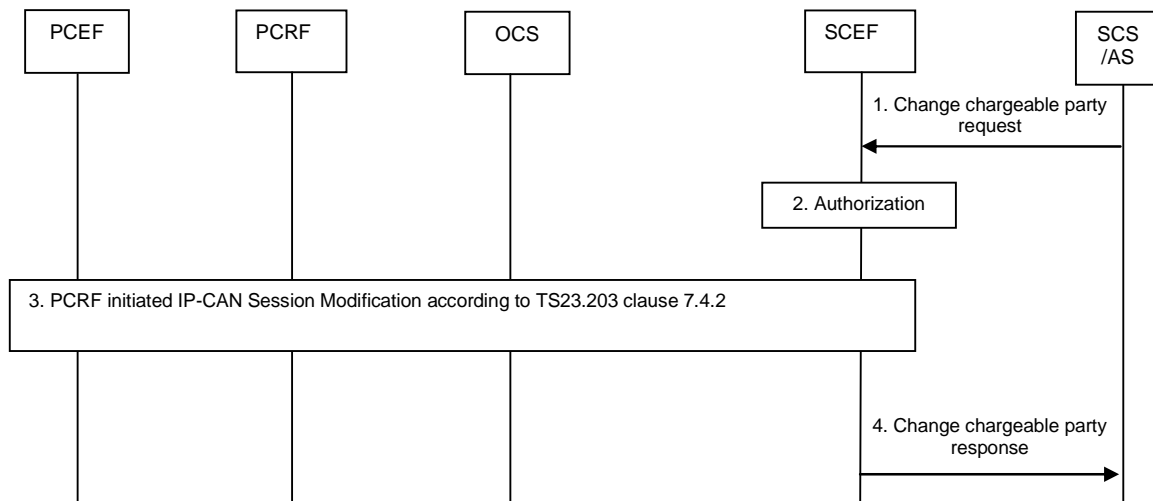 PCEF
PCRF
OCS
SCEF
SCS
/AS
1. Change chargeable party
request
2. Authorization
3. PCRF initiated IP-CAN Session Modification according to TS23.203 clause 7.4.2
4. Change chargeable party
response